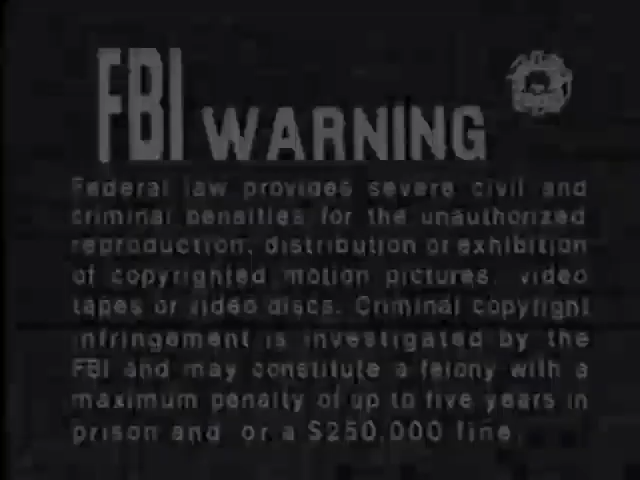 FBI WARNING
Federal law provides severe civil and
criminal penalties for the unauthorized
reproduction, distribution or exhibition
of copyrighted motion pictures, video
tapes or video discs. Criminal copyright
infringement is investigated by the
FBI and may constitute a felony with a
maximum penalty of up to five years in
prison and or a $250,000 fine.